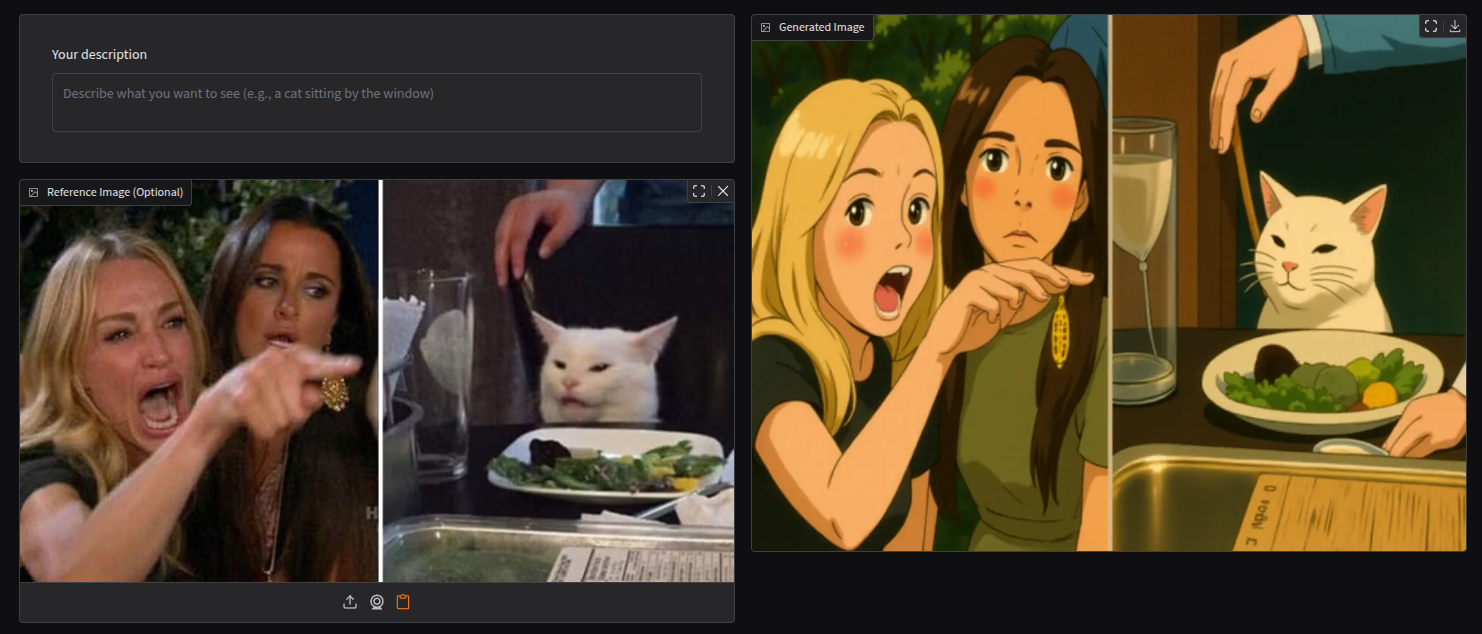 Your description
Describe what you want to see (e.g., a cat sitting by the window)
Reference Image (Optional)
H
Generated Image